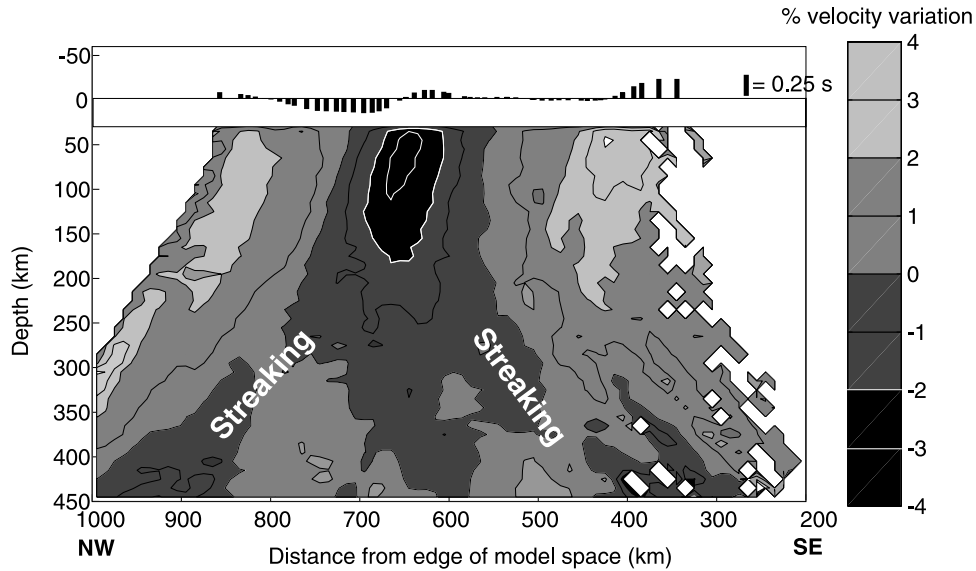 % velocity variation
-50
0
= 0.25 s
50
100
150
200
250
300
350
400
450
Depth (km)
Streaking
Streaking
1000 900 800 700 600 500 400 300 200
NW
Distance from edge of model space (km)
SE
4
3
2
1
0
-1
-2
-3
-4